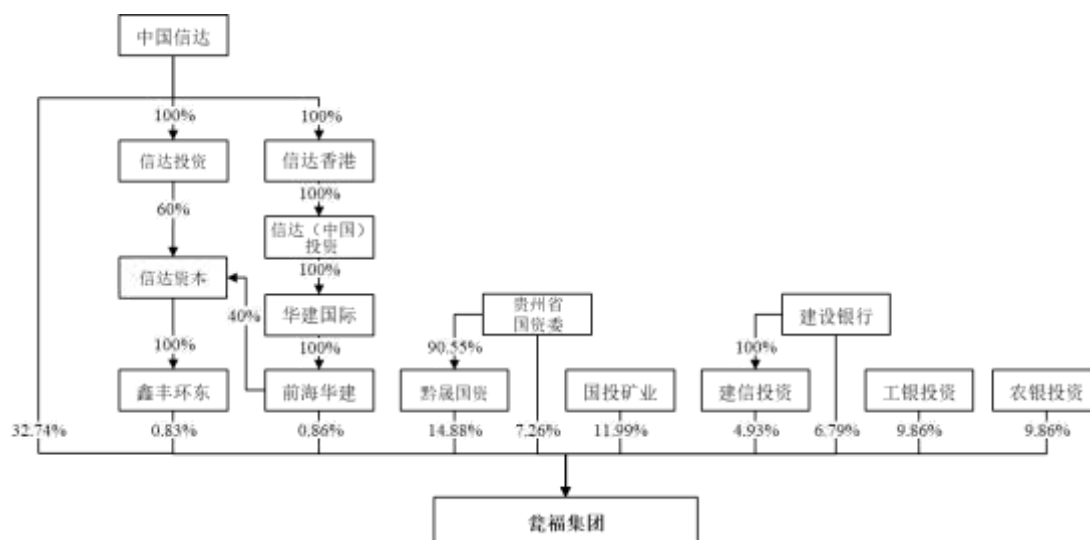 中国信达
100%
100%
信达投资
信达香港
60%
100%
信达（中国）
投资
信达资本
100%
40%
华建国际
贵州省
国资委
建设银行
100%
100%
90.55%
100%
鑫丰环东
前海华建
黔晟国资
国投矿业
建信投资
工银投资
农银投资
32.74%
0.83%
0.86%
14.88%
7.26%
11.99%
4.93%
6.79%
9.86%
9.86%
瓮福集团